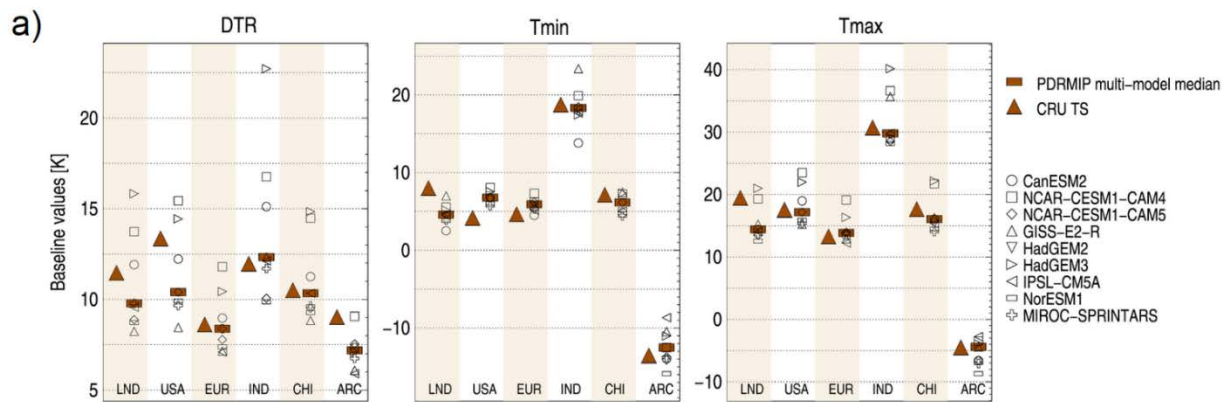 a)
DTR
Tmin
Tmax
Baseline values [K]
20
15
10
5
LND USA EUR IND CHI ARC
20
10
0
−10
LND USA EUR IND CHI ARC
40
30
20
10
0
−10
LND USA EUR IND CHI ARC
PDRMIP multi−model median
CRU TS
CanESM2
NCAR−CESM1−CAM4
NCAR−CESM1−CAM5
GISS−E2−R
HadGEM2
HadGEM3
IPSL−CM5A
NorESM1
MIROC−SPRINTARS